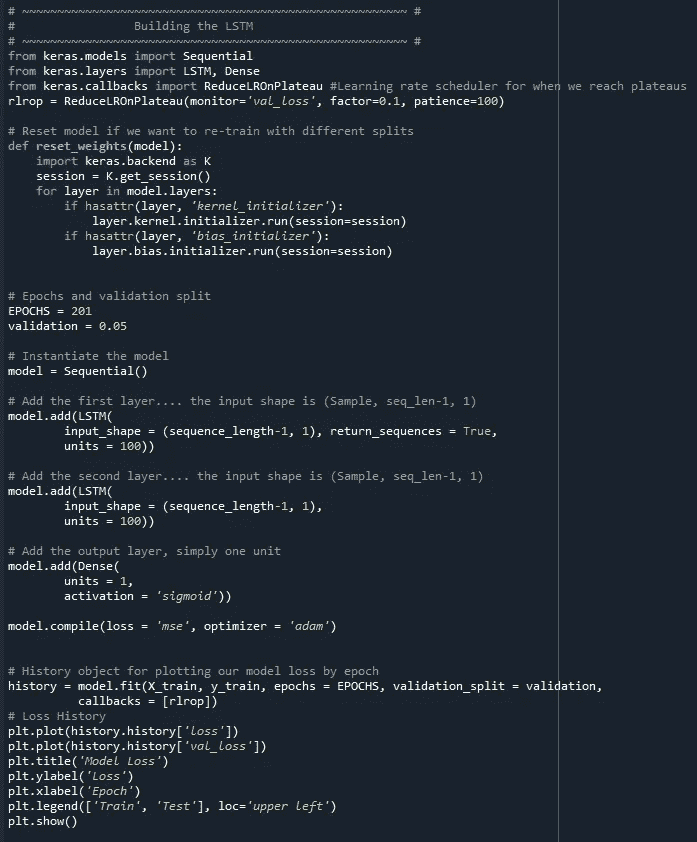 # ~~~~~~~~~~~~~~~~~~~~~~~~~~~~~~~~~~~~~~~~~~~~~~~~~~~~~~~ #
#                 Building the LSTM
# ~~~~~~~~~~~~~~~~~~~~~~~~~~~~~~~~~~~~~~~~~~~~~~~~~~~~~~~ #
from keras.models import Sequential
from keras.layers import LSTM, Dense
from keras.callbacks import ReduceLROnPlateau #Learning rate scheduler for when we reach plateaus
rlrop = ReduceLROnPlateau(monitor='val_loss', factor=0.1, patience=100)

# Reset model if we want to re-train with different splits
def reset_weights(model):
    import keras.backend as K
    session = K.get_session()
    for layer in model.layers:
        if hasattr(layer, 'kernel_initializer'):
            layer.kernel.initializer.run(session=session)
        if hasattr(layer, 'bias_initializer'):
            layer.bias.initializer.run(session=session)


# Epochs and validation split
EPOCHS = 201
validation = 0.05

# Instantiate the model
model = Sequential()

# Add the first layer.... the input shape is (Sample, seq_len-1, 1)
model.add(LSTM(
        input_shape = (sequence_length-1, 1), return_sequences = True,
        units = 100))

# Add the second layer.... the input shape is (Sample, seq_len-1, 1)
model.add(LSTM(
        input_shape = (sequence_length-1, 1),
        units = 100))

# Add the output layer, simply one unit
model.add(Dense(
        units = 1,
        activation = 'sigmoid'))

model.compile(loss = 'mse', optimizer = 'adam')


# History object for plotting our model loss by epoch
history = model.fit(X_train, y_train, epochs = EPOCHS, validation_split = validation,
          callbacks = [rlrop])
# Loss History
plt.plot(history.history['loss'])
plt.plot(history.history['val_loss'])
plt.title('Model Loss')
plt.ylabel('Loss')
plt.xlabel('Epoch')
plt.legend(['Train', 'Test'], loc='upper left')
plt.show()